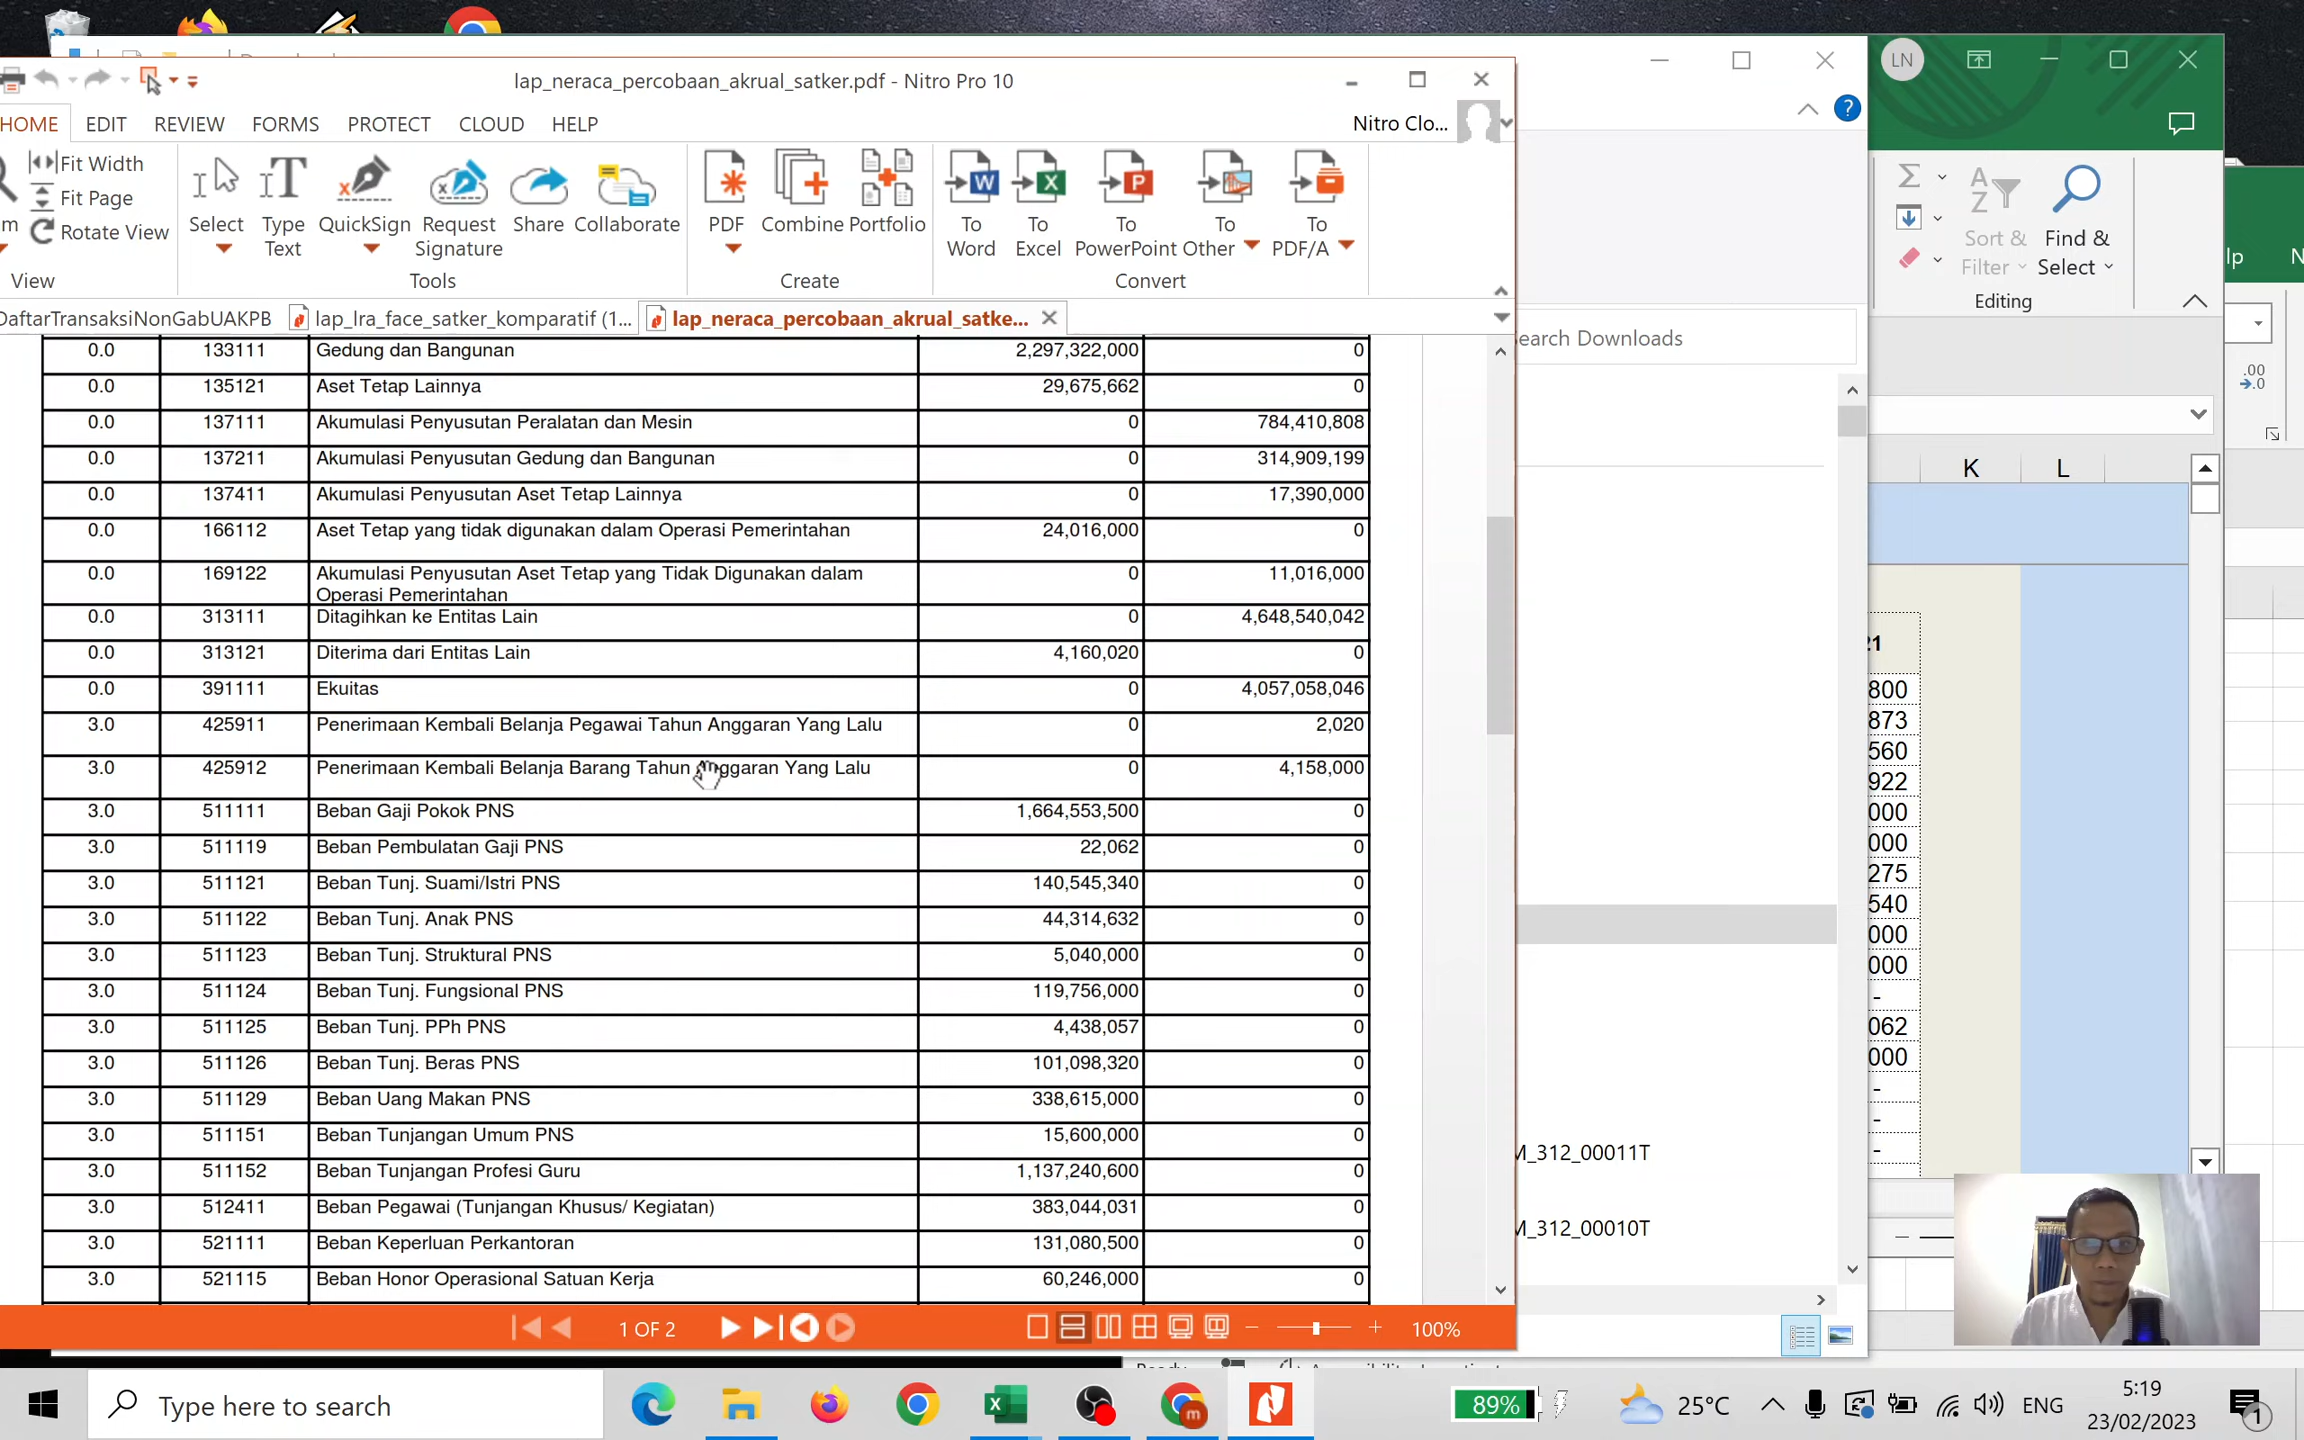 lap_neraca_percobaan_akrual_satker.pdf - Nitro Pro 10
HOME EDIT REVIEW FORMS PROTECT CLOUD HELP Nitro Clo...
Fit Width
Fit Page
Rotate View
Select Type Text QuickSign Request Signature Share Collaborate PDF Combine Portfolio To Word To Excel To PowerPoint To Other To PDF/A
View Tools Create Convert
DaftarTransaksiNonGabUAKPB lap_lra_face_satker_komparatif (1... lap_neraca_percobaan_akrual_satke...
0.0 133111 Gedung dan Bangunan 2,297,322,000 0
0.0 135121 Aset Tetap Lainnya 29,675,662 0
0.0 137111 Akumulasi Penyusutan Peralatan dan Mesin 0 784,410,808
0.0 137211 Akumulasi Penyusutan Gedung dan Bangunan 0 314,909,199
0.0 137411 Akumulasi Penyusutan Aset Tetap Lainnya 0 17,390,000
0.0 166112 Aset Tetap yang tidak digunakan dalam Operasi Pemerintahan 24,016,000 0
0.0 169122 Akumulasi Penyusutan Aset Tetap yang Tidak Digunakan dalam 0 11,016,000
Operasi Pemerintahan
0.0 313111 Ditagihkan ke Entitas Lain 0 4,648,540,042
0.0 313121 Diterima dari Entitas Lain 4,160,020 0
0.0 391111 Ekuitas 0 4,057,058,046
3.0 425911 Penerimaan Kembali Belanja Pegawai Tahun Anggaran Yang Lalu 0 2,020
3.0 425912 Penerimaan Kembali Belanja Barang Tahun Anggaran Yang Lalu 0 4,158,000
3.0 511111 Beban Gaji Pokok PNS 1,664,553,500 0
3.0 511119 Beban Pembulatan Gaji PNS 22,062 0
3.0 511121 Beban Tunj. Suami/Istri PNS 140,545,340 0
3.0 511122 Beban Tunj. Anak PNS 44,314,632 0
3.0 511123 Beban Tunj. Struktural PNS 5,040,000 0
3.0 511124 Beban Tunj. Fungsional PNS 119,756,000 0
3.0 511125 Beban Tunj. PPh PNS 4,438,057 0
3.0 511126 Beban Tunj. Beras PNS 101,098,320 0
3.0 511129 Beban Uang Makan PNS 338,615,000 0
3.0 511151 Beban Tunjangan Umum PNS 15,600,000 0
3.0 511152 Beban Tunjangan Profesi Guru 1,137,240,600 0
3.0 512411 Beban Pegawai (Tunjangan Khusus/ Kegiatan) 383,044,031 0
3.0 521111 Beban Keperluan Perkantoran 131,080,500 0
3.0 521115 Beban Honor Operasional Satuan Kerja 60,246,000 0
1 OF 2 100%
earch Downloads
M_312_00011T
M_312_00010T
LN
Sort & Filter
Find & Select
Editing
lp N
.00
→.0
K L
21
800
873
560
922
000
000
275
540
000
000
-
062
000
-
-
-
Type here to search
89% 25°C ENG 5:19
23/02/2023
1